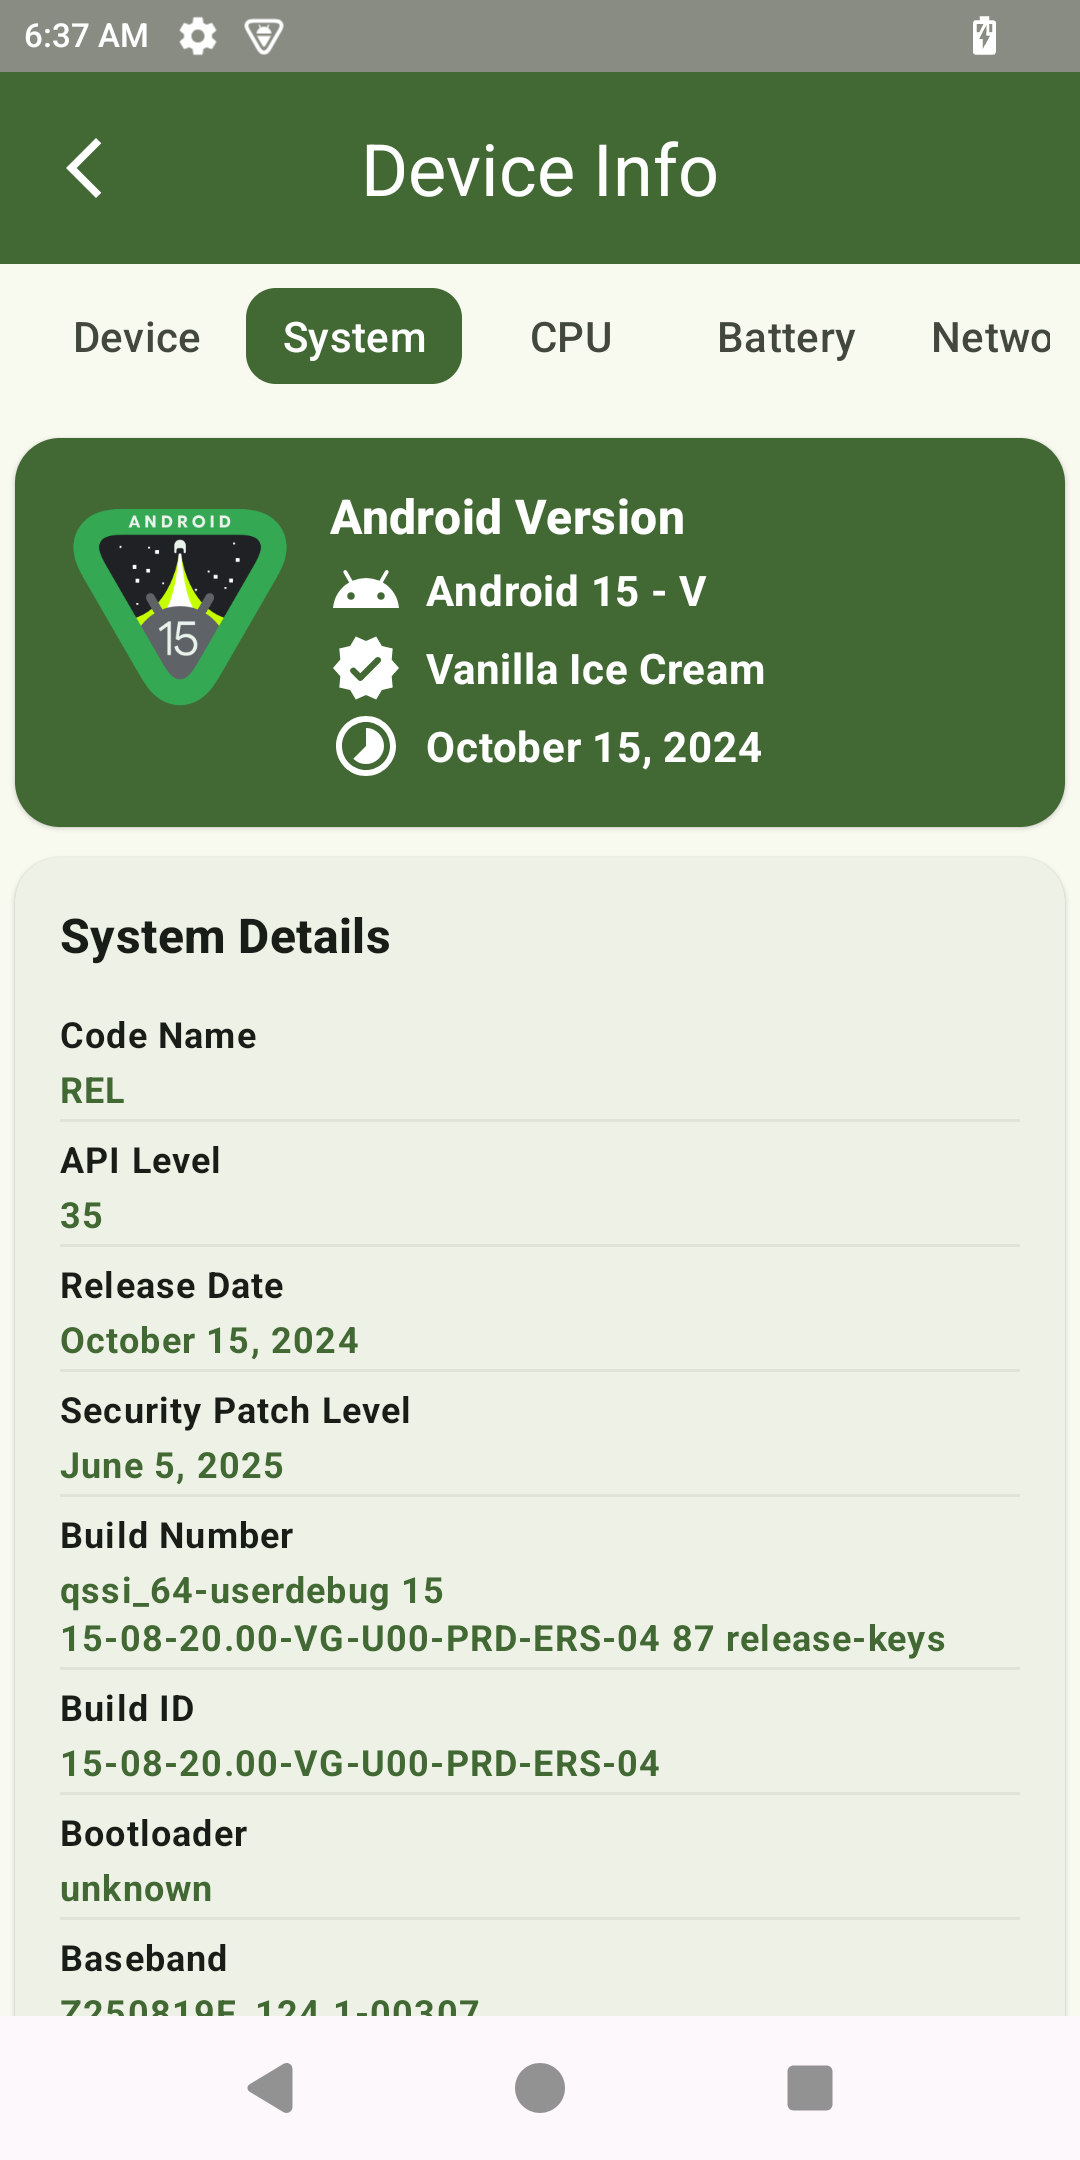 6:37 AM
Device Info
Device
System
CPU
Battery
Netwo
ANDROID
15
Android Version
Android 15 - V
Vanilla Ice Cream
October 15, 2024
System Details
Code Name
REL
API Level
35
Release Date
October 15, 2024
Security Patch Level
June 5, 2025
Build Number
qssi_64-userdebug 15
15-08-20.00-VG-U00-PRD-ERS-04 87 release-keys
Build ID
15-08-20.00-VG-U00-PRD-ERS-04
Bootloader
unknown
Baseband